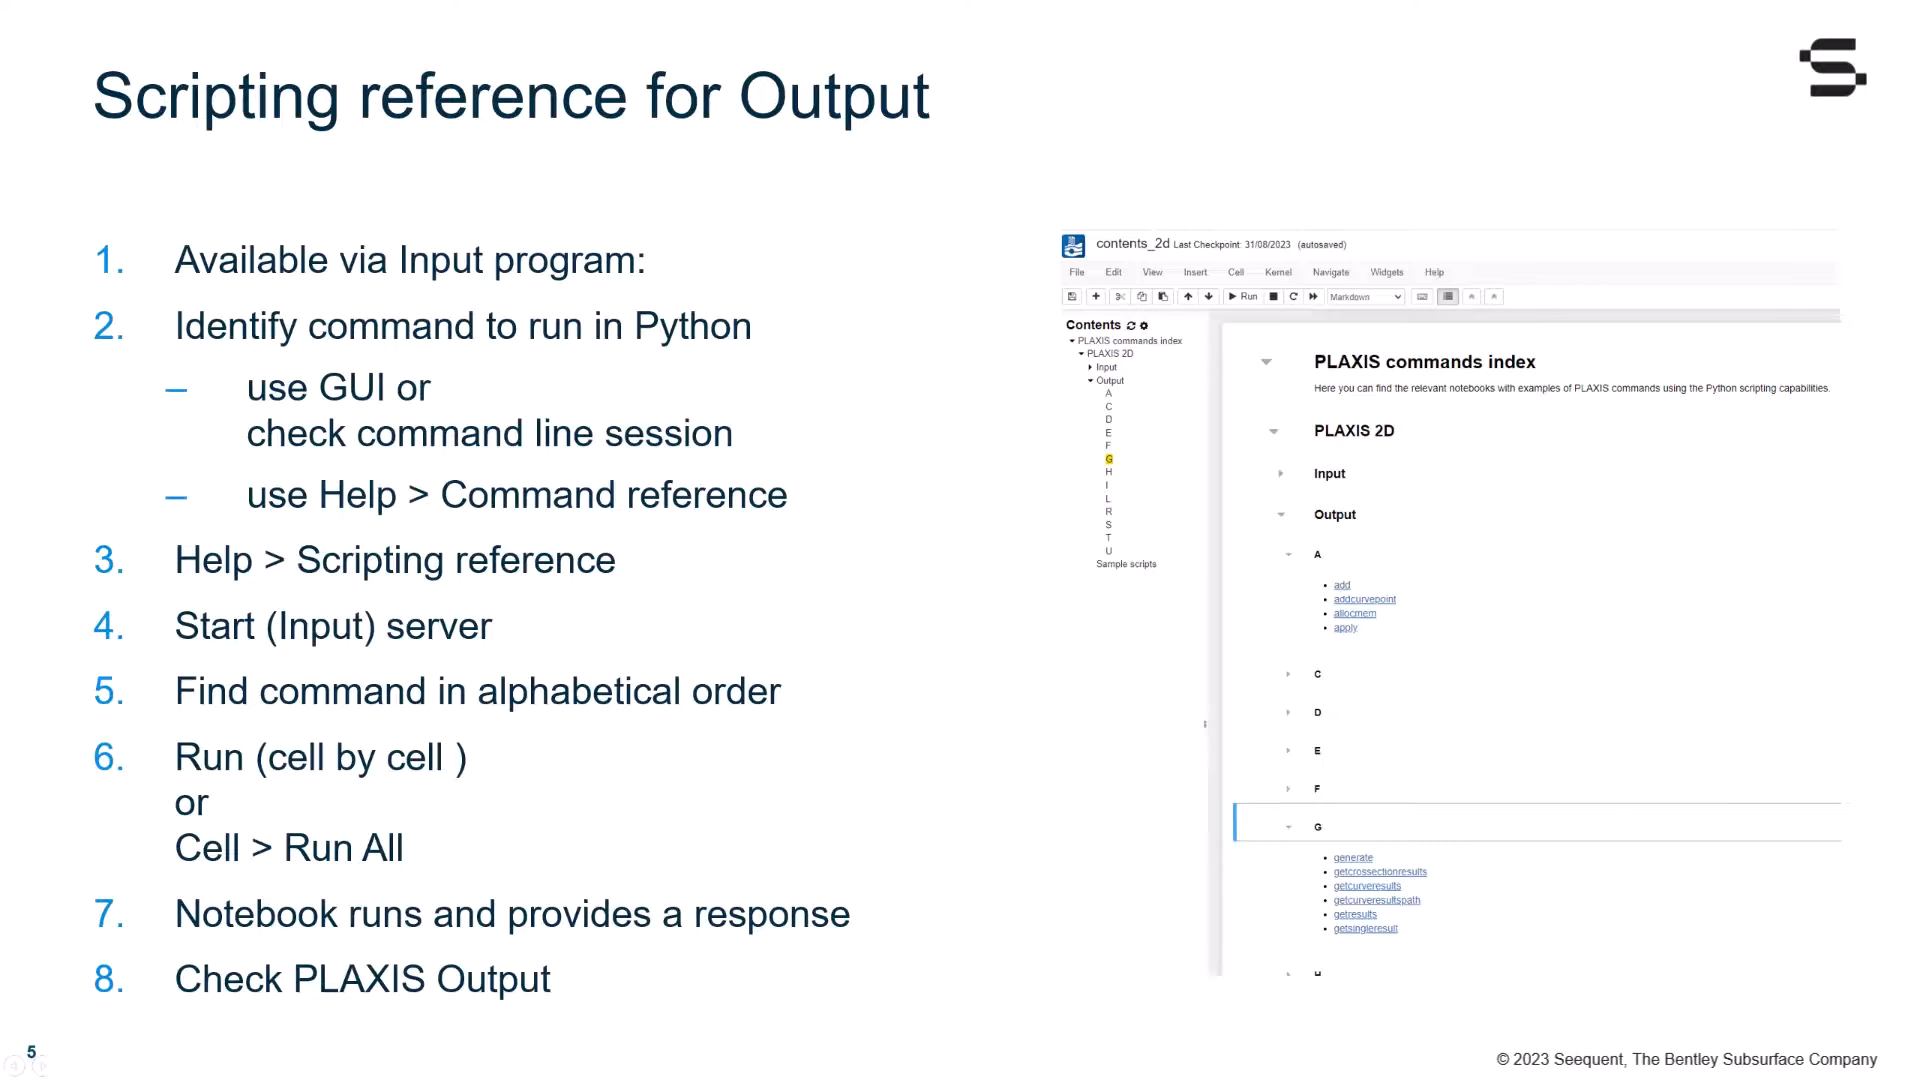 Scripting reference for Output
1. Available via Input program:
2. Identify command to run in Python
– use GUI or
check command line session
– use Help > Command reference
3. Help > Scripting reference
4. Start (Input) server
5. Find command in alphabetical order
6. Run (cell by cell )
or
Cell > Run All
7. Notebook runs and provides a response
8. Check PLAXIS Output
contents_2d Last Checkpoint: 31/08/2023 (autosaved)
File Edit View Insert Cell Kernel Navigate Widgets Help
Run Markdown
Contents
PLAXIS commands index
PLAXIS 2D
Input
Output
A
C
D
E
F
G
H
I
L
R
S
T
U
Sample scripts
PLAXIS commands index
Here you can find the relevant notebooks with examples of PLAXIS commands using the Python scripting capabilities.
PLAXIS 2D
Input
Output
A
• add
• addcurvepoint
• allocmem
• apply
C
D
E
F
G
• generate
• getcrossectionresults
• getcurveresults
• getcurveresultspath
• getresults
• getsingleresult
H
5
© 2023 Seequent, The Bentley Subsurface Company